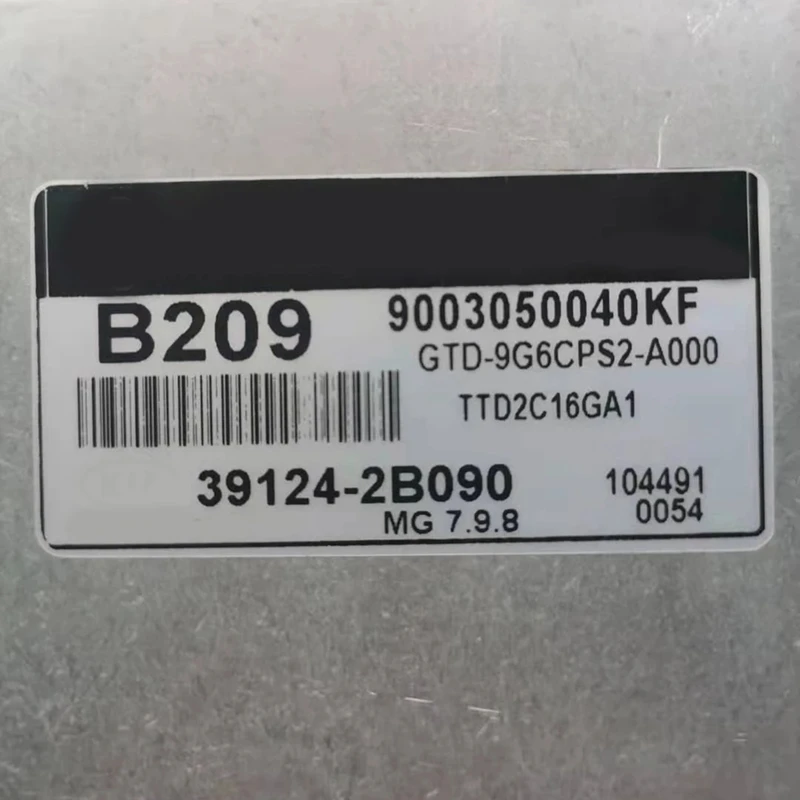 B209 9003050040KF
GTD-9G6CPS2-A000
TTD2C16GA1
39124-2B090 104491
MG 7.9.8 0054